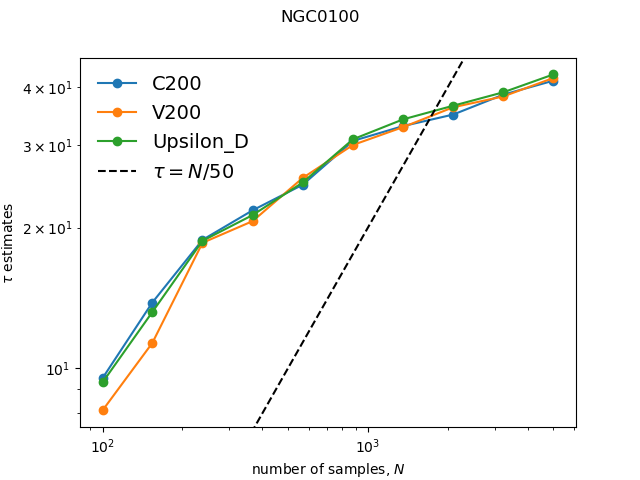 NGC0100
C200
V200
Upsilon_D
τ = N/50
τ estimates
4 × 10¹
3 × 10¹
2 × 10¹
10¹
10²
10³
number of samples, N